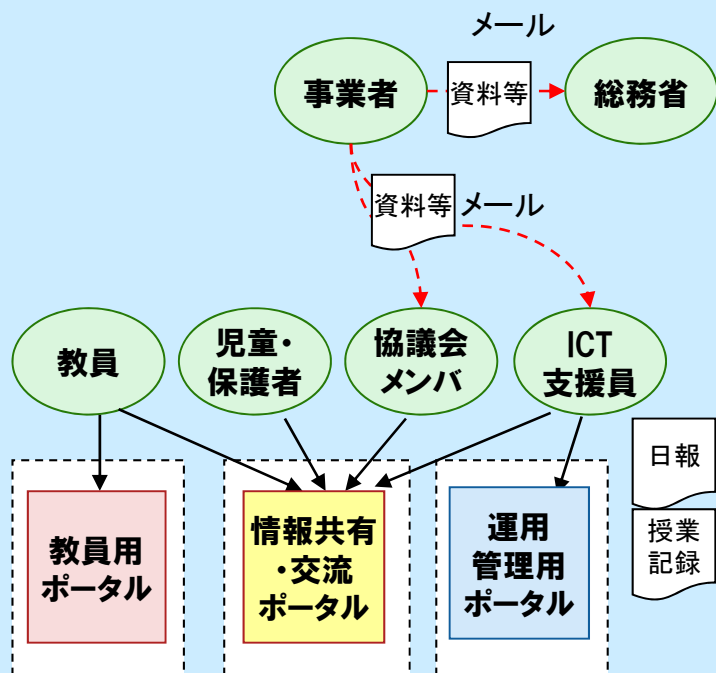 メール
事業者
資料等
総務省
資料等
メール
教員
児童・
保護者
協議会
メンバ
ICT
支援員
日報
授業
記録
教員用
ポータル
情報共有
・交流
ポータル
運用
管理用
ポータル